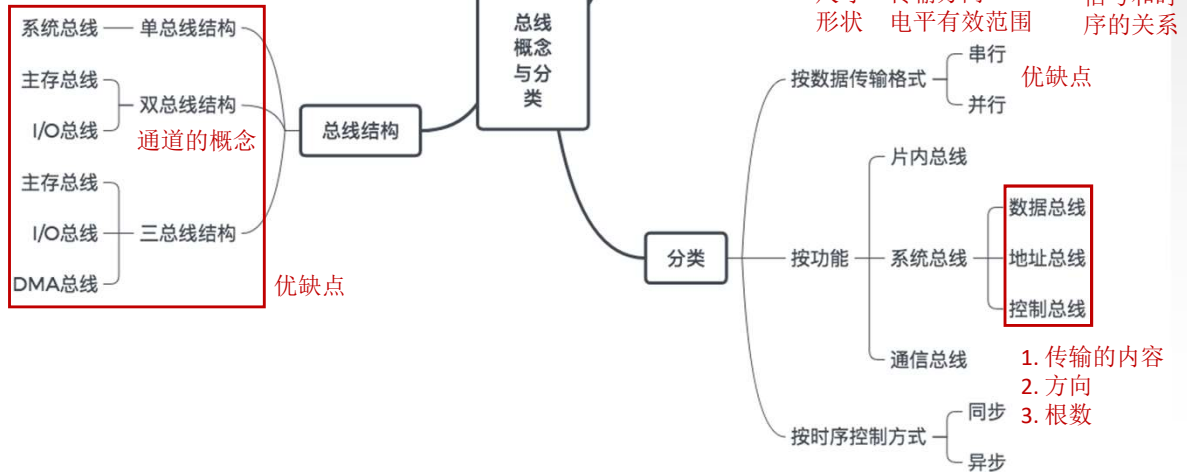 形状
电平有效范围
序的关系
系统总线
单总线结构
主存总线
I/O总线
双总线结构
通道的概念
主存总线
I/O总线
DMA总线
三总线结构
优缺点
总线结构
总线
概念
与分
类
分类
按数据传输格式
串行
并行
优缺点
按功能
片内总线
系统总线
数据总线
地址总线
控制总线
通信总线
1. 传输的内容
2. 方向
3. 根数
按时序控制方式
同步
异步